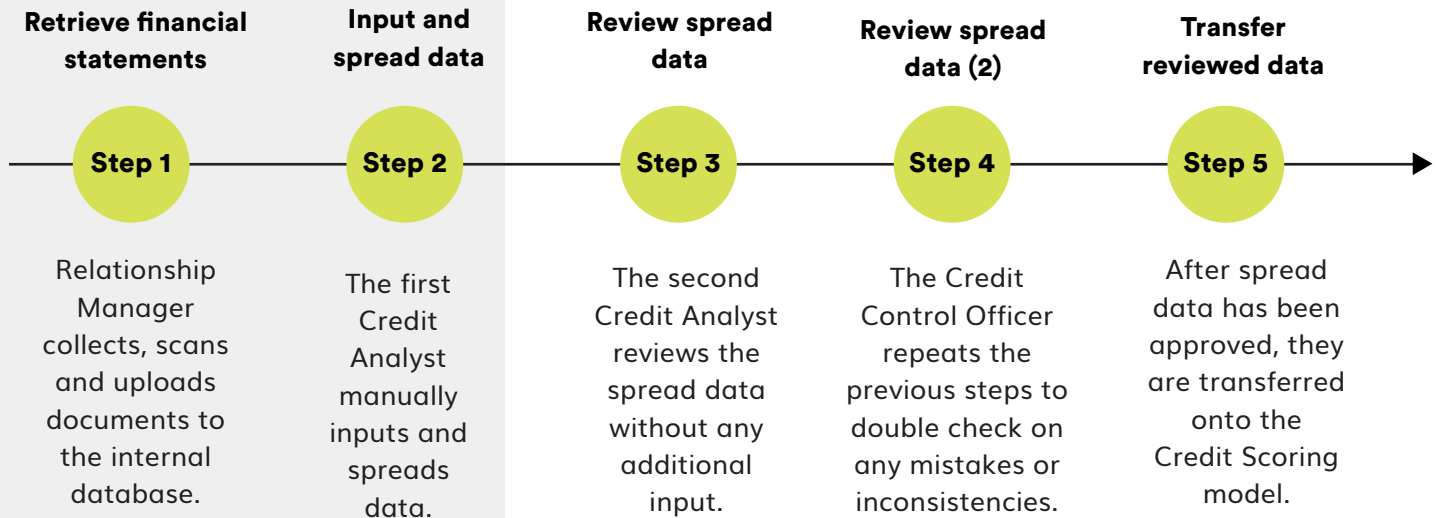 Retrieve financial
statements
Input and
spread data
Review spread
data
Review spread
data (2)
Transfer
reviewed data
Step 1
Step 2
Step 3
Step 4
Step 5
Relationship
Manager
collects, scans
and uploads
documents to
the internal
database.
The first
Credit
Analyst
manually
inputs and
spreads
data.
The second
Credit Analyst
reviews the
spread data
without any
additional
input.
The Credit
Control Officer
repeats the
previous steps to
double check on
any mistakes or
inconsistencies.
After spread
data has been
approved, they
are transferred
onto the
Credit Scoring
model.